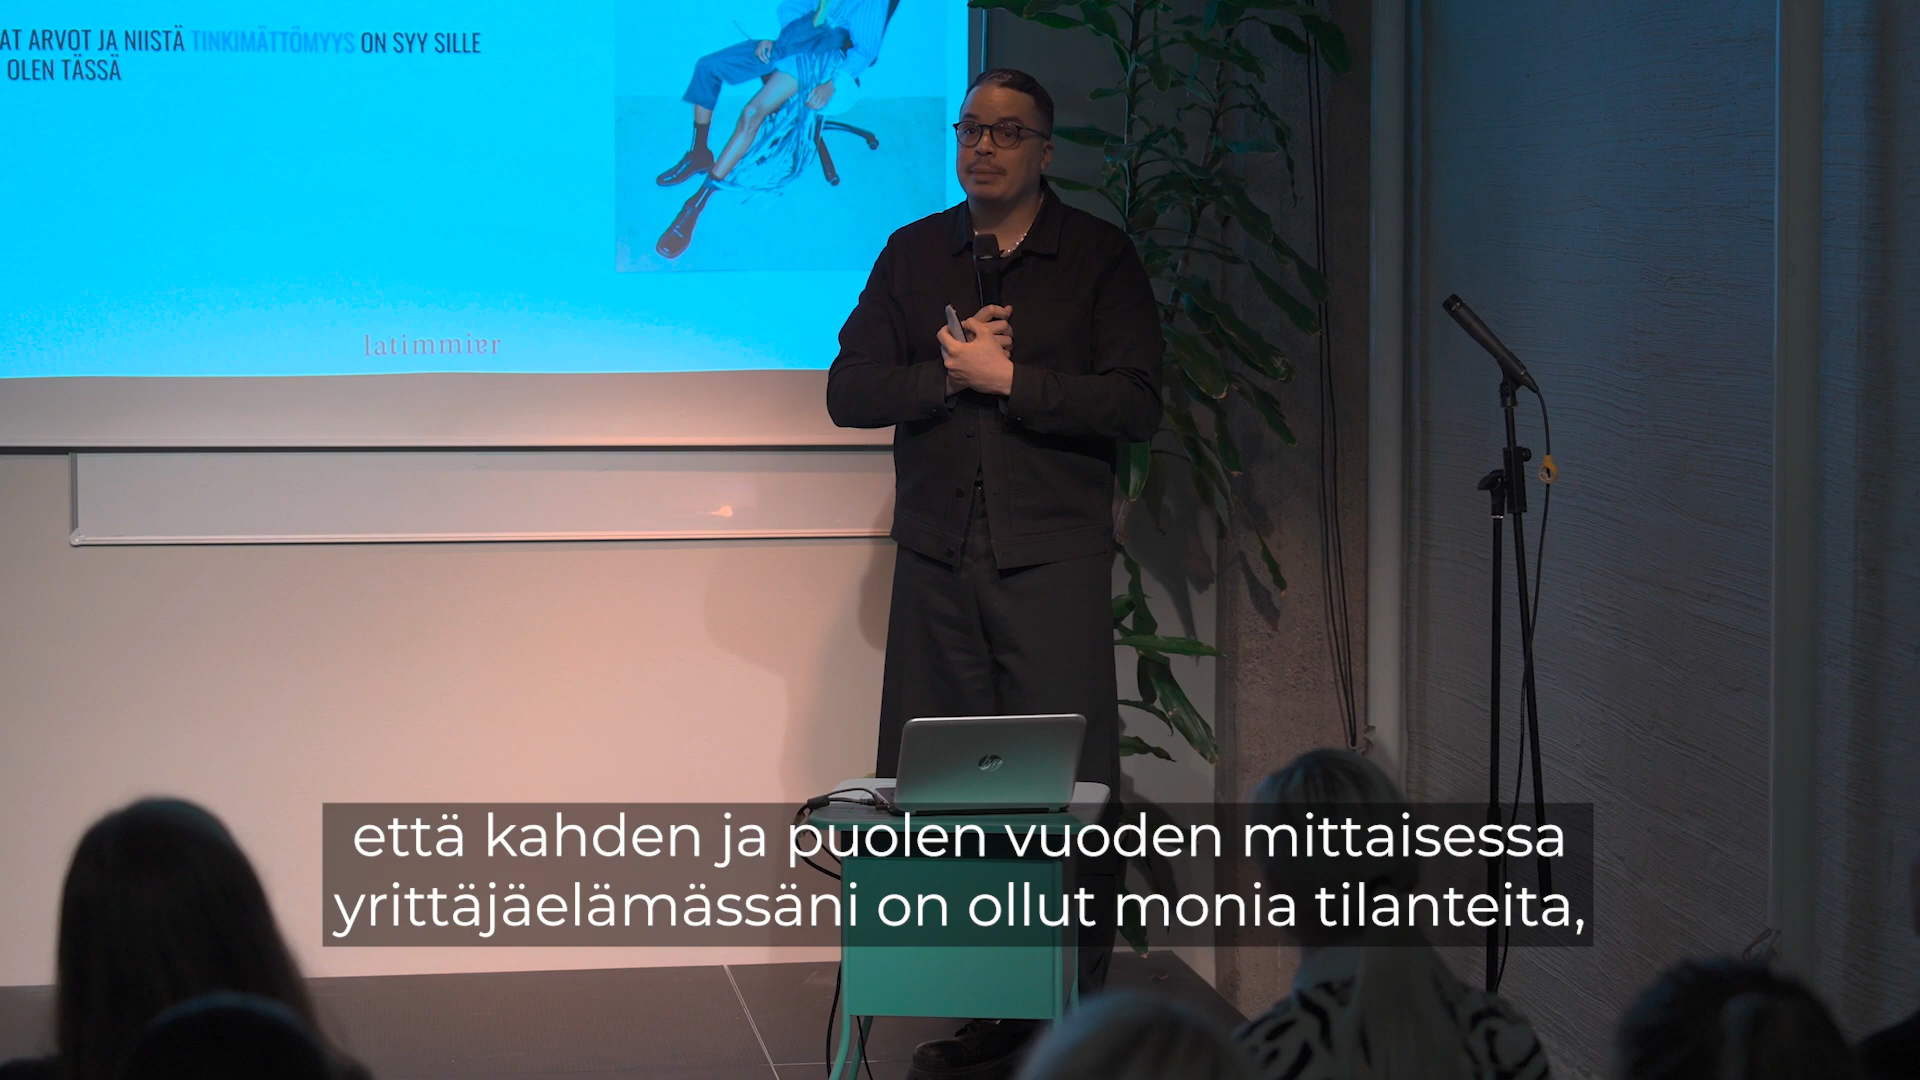 AT ARVOT JA NIISTÄ TINKIMÄTTÖMYYS ON SYY SILLE
OLEN TÄSSÄ
latimmier
hp
että kahden ja puolen vuoden mittaisessa
yrittäjäelämässäni on ollut monia tilanteita,